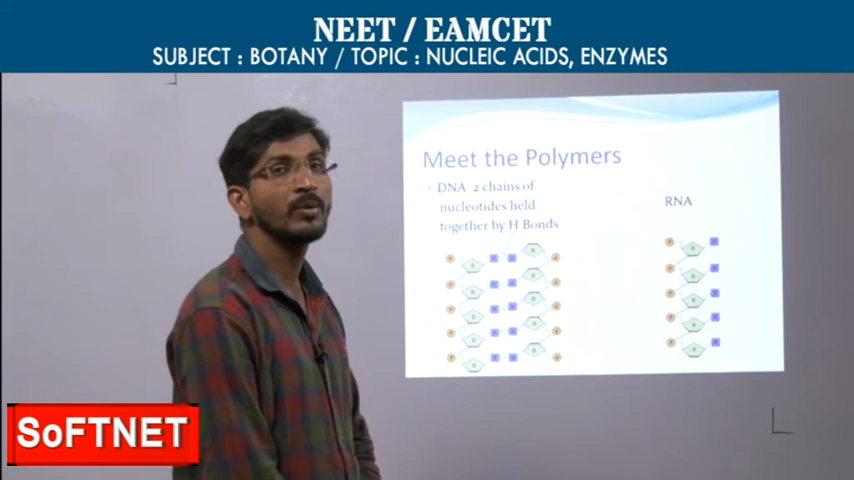 NEET / EAMCET
SUBJECT : BOTANY / TOPIC : NUCLEIC ACIDS, ENZYMES
Meet the Polymers
DNA 2 chains of
nucleotides held
together by H Bonds
RNA
SoFTNET